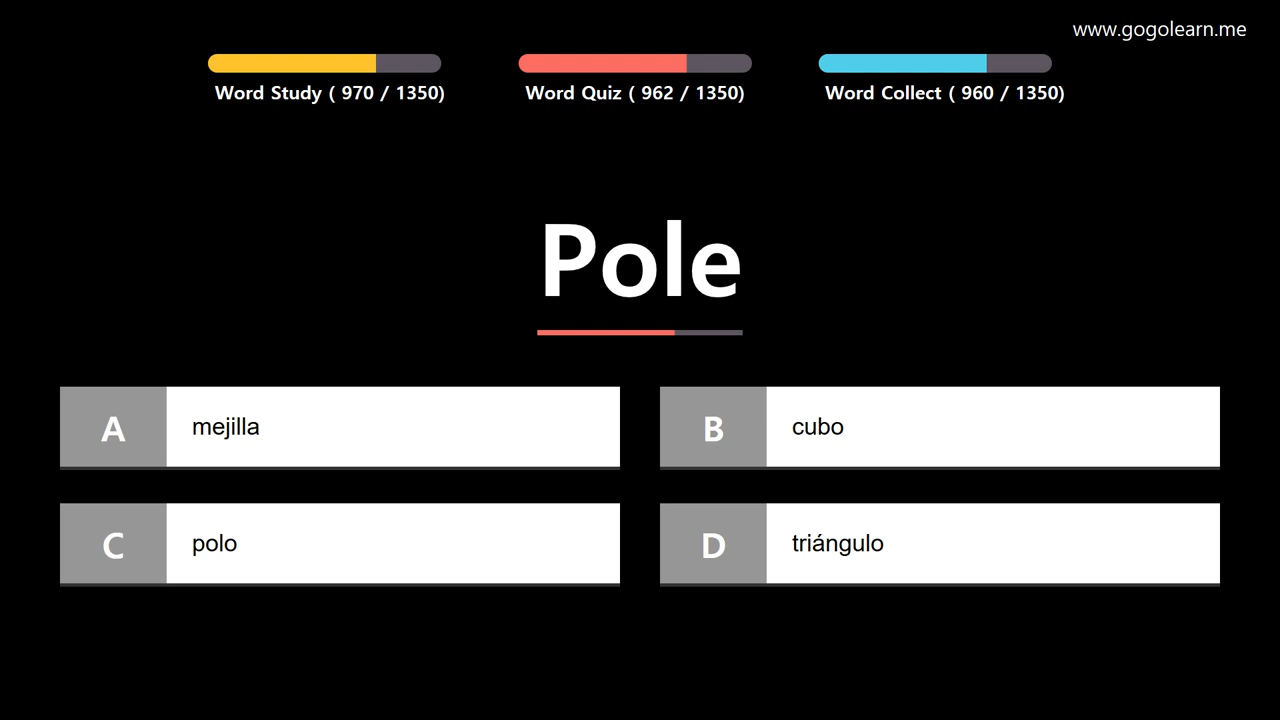 www.gogolearn.me
Word Study ( 970 / 1350)
Word Quiz ( 962 / 1350)
Word Collect ( 960 / 1350)
Pole
A mejilla
B cubo
C polo
D triángulo